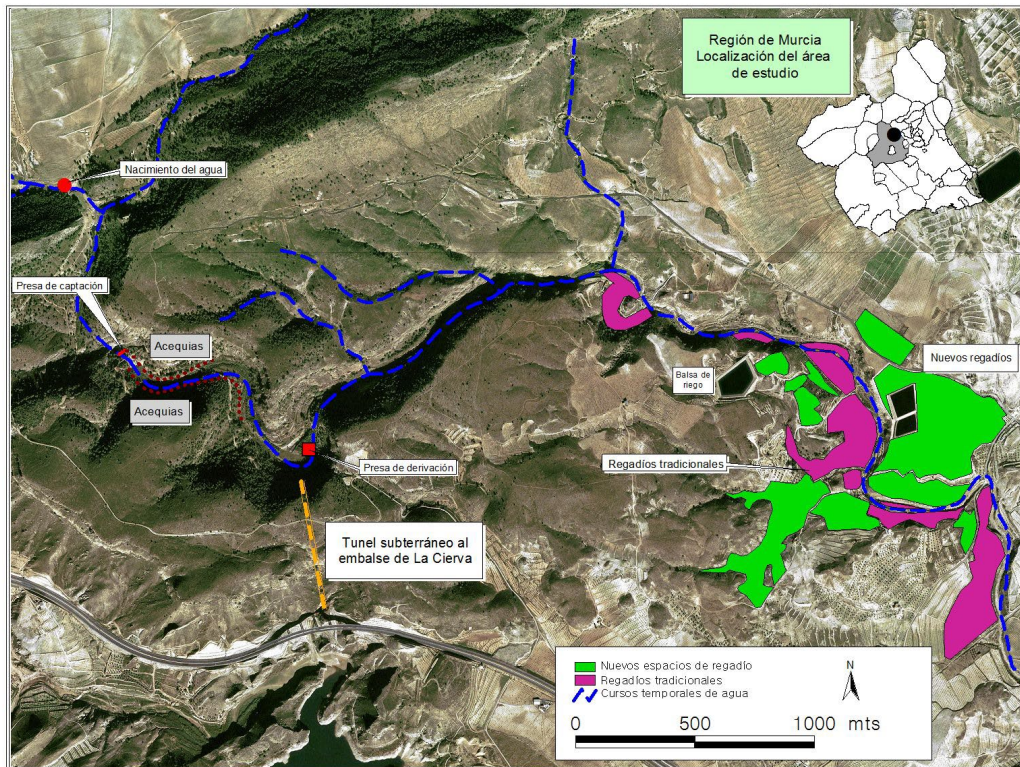 Región de Murcia
Localización del área
de estudio
Nacimiento del agua
Presa de captación
Acequias
Acequias
Presa de derivación
Tunel subterráneo al
embalse de La Cierva
Balsa de
riego
Nuevos regadíos
Regadíos tradicionales
Nuevos espacios de regadío
Regadíos tradicionales
Cursos temporales de agua
N
0 500 1000 mts